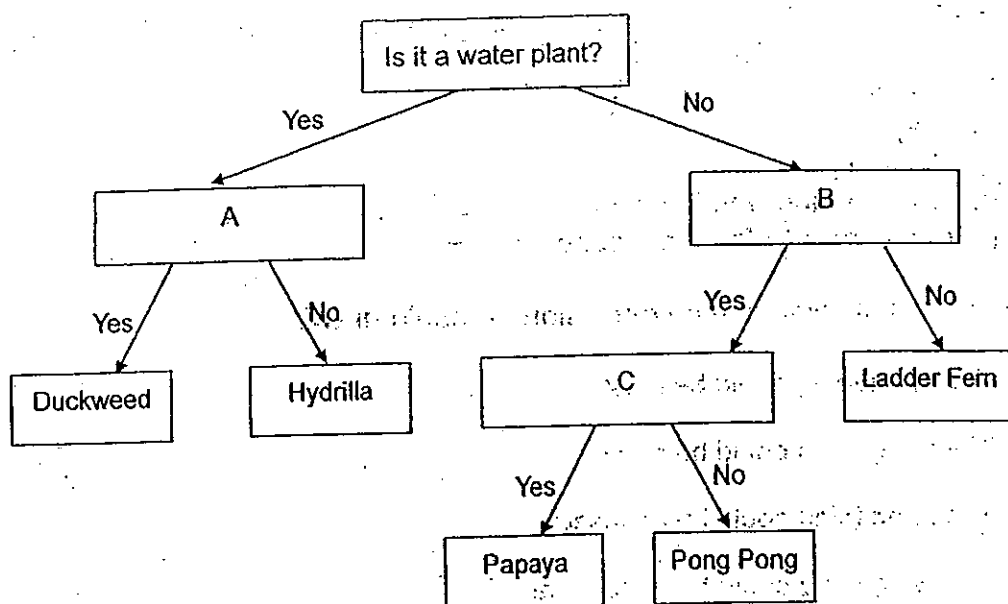 Is it a water plant?
Yes
No
A
B
Yes
No
Yes
No
Duckweed
Hydrilla
C
Ladder Fern
Yes
No
Papaya
Pong Pong